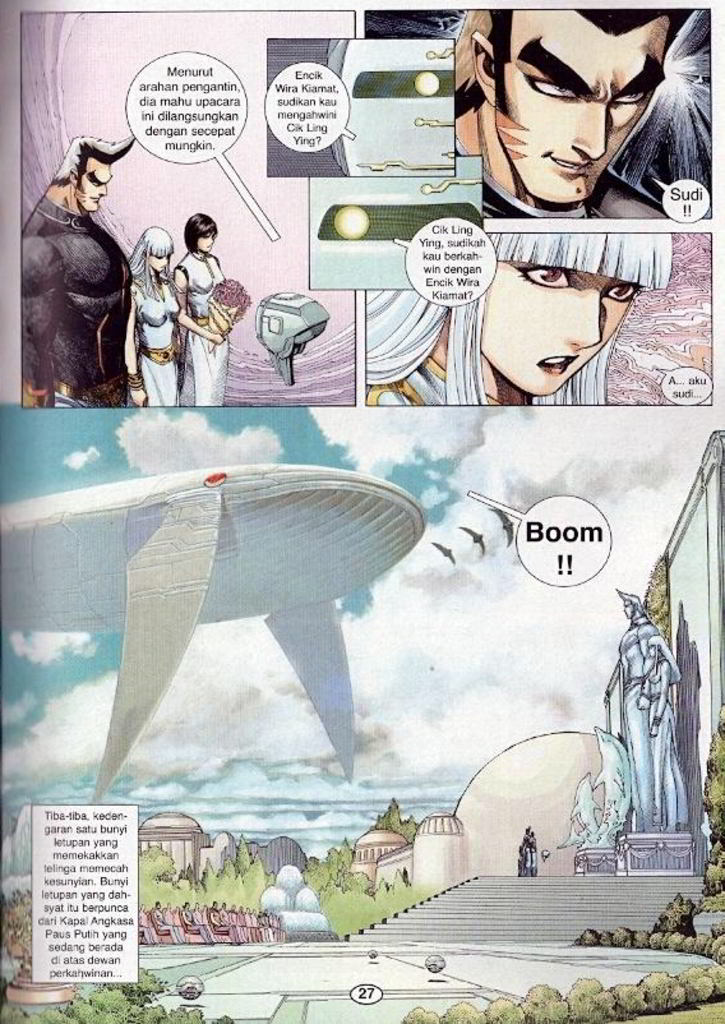 Menurut
arahan pengantin,
dia mahu upacara
ini dilangsungkan
dengan secepat
mungkin.
Encik
Wira Kiamat,
sudikan kau
mengahwini
Cik Ling
Ying?
Sudi
!!
Cik Ling
Ying, sudikah
kau berkah-
win dengan
Encik Wira
Kiamat?
A... aku
sudi...
Boom
!!
Tiba-tiba, keden-
garan satu bunyi
letupan yang
memekakkan
telinga memecah
kesunyian. Bunyi
letupan yang dah-
syat itu berpunca
dari Kapal Angkasa
Paus Putih yang
sedang berada
di atas dewan
perkahwinan...
27